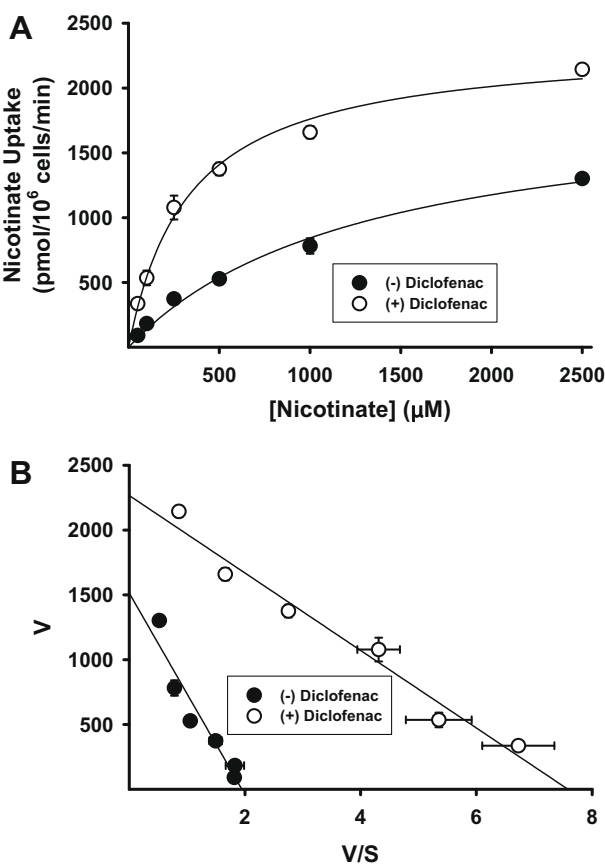 A
Nicotinate Uptake
(pmol/10⁶ cells/min)
2500
2000
1500
1000
500
(-) Diclofenac
(+) Diclofenac
500
1000
1500
2000
2500
[Nicotinate] (µM)
B
V
2500
2000
1500
1000
500
(-) Diclofenac
(+) Diclofenac
2
4
6
8
V/S